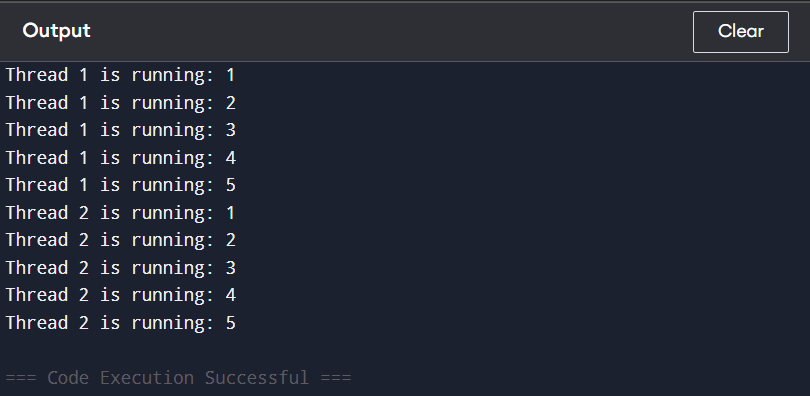 Output
Clear
Thread 1 is running: 1
Thread 1 is running: 2
Thread 1 is running: 3
Thread 1 is running: 4
Thread 1 is running: 5
Thread 2 is running: 1
Thread 2 is running: 2
Thread 2 is running: 3
Thread 2 is running: 4
Thread 2 is running: 5
=== Code Execution Successful ===